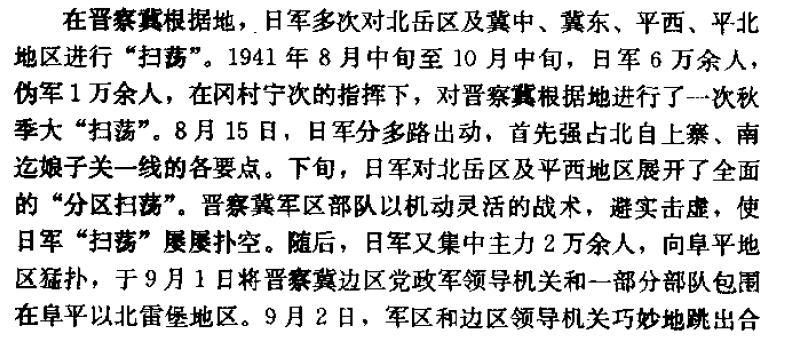 在晋察冀根据地，日军多次对北岳区及冀中、冀东、平西、平北
地区进行“扫荡”。1941年8月中旬至10月中旬，日军6万余人，
伪军1万余人，在冈村宁次的指挥下，对晋察冀根据地进行了一次秋
季大“扫荡”。8月15日，日军分多路出动，首先强占北自上寨、南
迄娘子关一线的各要点。下旬，日军对北岳区及平西地区展开了全面
的“分区扫荡”。晋察冀军区部队以机动灵活的战术，避实击虚，使
日军“扫荡”屡屡扑空。随后，日军又集中主力2万余人，向阜平地
区猛扑，于9月1日将晋察冀边区党政军领导机关和一部分部队包围
在阜平以北雷堡地区。9月2日，军区和边区领导机关巧妙地跳出合